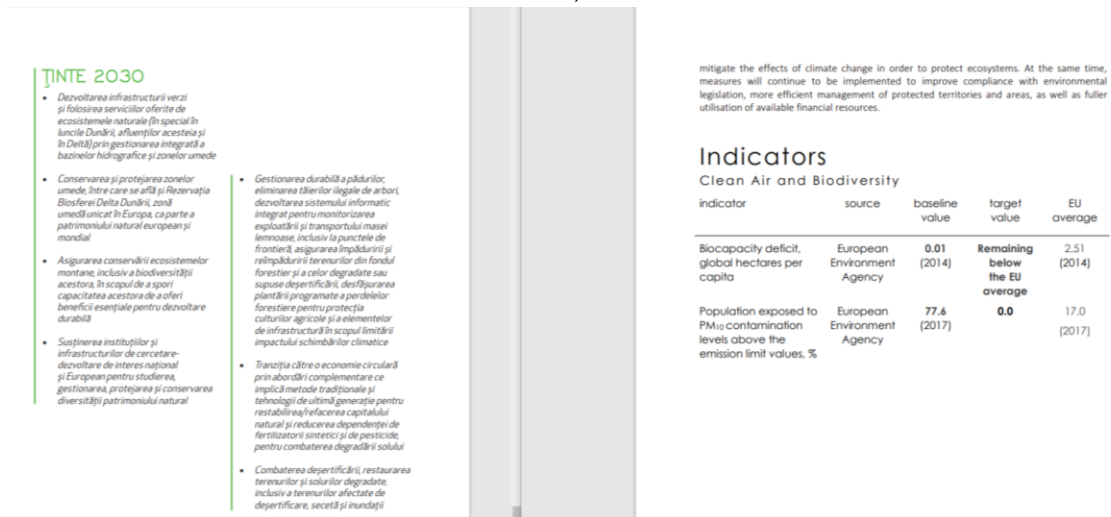 ŢINTE 2030
• Dezvoltarea infrastructurii verzi
și folosirea serviciilor oferite de
ecosistemele naturale (în special în
luncile Dunării, afluenților acesteia și
în Deltă) prin gestionarea integrată a
bazinelor hidrografice și zonelor umede
• Conservarea și protejarea zonelor
umede, între care se află și Rezervația
Biosferei Delta Dunării, zonă
umedă unicat în Europa, ca parte a
patrimoniului natural european și
mondial
• Asigurarea conservării ecosistemelor
montane, inclusiv a biodiversității
acestora, în scopul de a spori
capacitatea acestora de a oferi
beneficii esențiale pentru dezvoltare
durabilă
• Susținerea instituțiilor și
infrastructurilor de cercetare-
dezvoltare de interes național
și European pentru studierea,
gestionarea, protejarea și conservarea
diversității patrimoniului natural
• Gestionarea durabilă a pădurilor,
eliminarea tăierilor ilegale de arbori,
dezvoltarea sistemului informatic
integrat pentru monitorizarea
exploatării și transportului masei
lemnoase, inclusiv la punctele de
frontieră, asigurarea împăduririi și
reîmpăduririi terenurilor din fondul
forestier și a celor degradate sau
supuse deșertificării, desfășurarea
plantării programate a perdelelor
forestiere pentru protecția
culturilor agricole și a elementelor
de infrastructură în scopul limitării
impactului schimbărilor climatice
• Tranziția către o economie circulară
prin abordări complementare ce
implică metode tradiționale și
tehnologii de ultimă generație pentru
restabilirea/refacerea capitalului
natural și reducerea dependenței de
fertilizatorii sintetici și de pesticide,
pentru combaterea degradării solului
• Combaterea deșertificării, restaurarea
terenurilor și solurilor degradate,
inclusiv a terenurilor afectate de
deșertificare, secetă și inundații
mitigate the effects of climate change in order to protect ecosystems. At the same time,
measures will continue to be implemented to improve compliance with environmental
legislation, more efficient management of protected territories and areas, as well as fuller
utilisation of available financial resources.
Indicators
Clean Air and Biodiversity
indicator source baseline target EU
value value average
Biocapacity deficit, European 0.01 Remaining 2.51
global hectares per Environment (2014) below (2014)
capita Agency the EU
average
Population exposed to European 77.6 0.0 17.0
PM10 contamination Environment (2017)
levels above the Agency (2017)
emission limit values, %